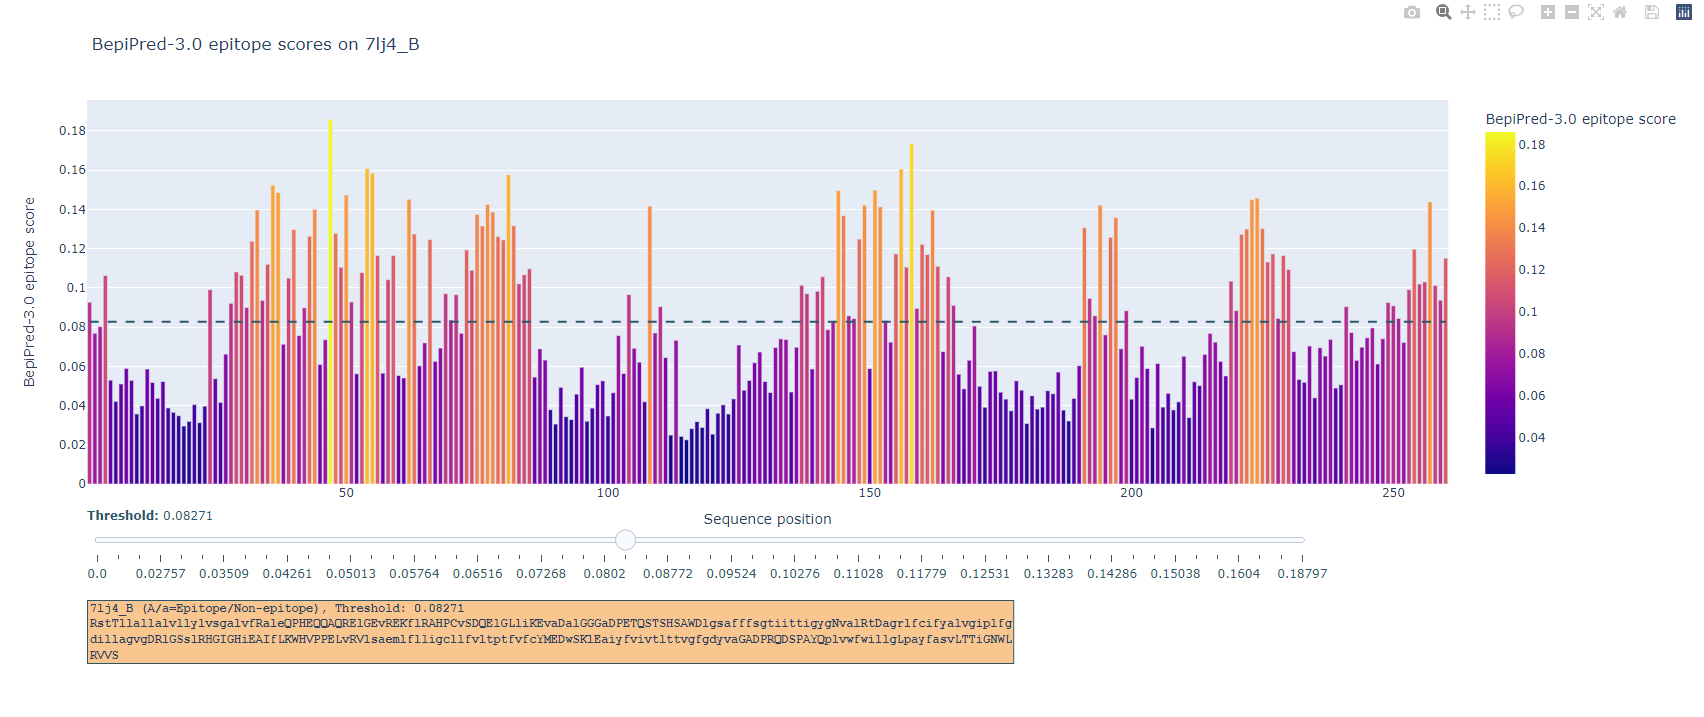 BepiPred-3.0 epitope scores on 7lj4_B
BepiPred-3.0 epitope score
0.18
0.16
0.14
0.12
0.1
0.08
0.06
0.04
0.02
0
50
100
150
200
250
Sequence position
BepiPred-3.0 epitope score
0.18
0.16
0.14
0.12
0.1
0.08
0.06
0.04
Threshold: 0.08271
0.0 0.02757 0.03509 0.04261 0.05013 0.05764 0.06516 0.07268 0.0802 0.08772 0.09524 0.10276 0.11028 0.11779 0.12531 0.13283 0.14286 0.15038 0.1604 0.18797
7lj4_B (A/a=Epitope/Non-epitope), Threshold: 0.08271
RstTllallalvllylvsgalvfRaleQPHEQQAQRElGEvREKflRAHPCvSDQElGLliKEvaDalGGGaDPETQSTSHSAWDlgsafffsgtiittigygNvalRtDagrlfcifyalvgiplfg
dillagvgDRlGSslRHGIGHiEAIfLKWHVPPELvRVlsaemlflligcllfvltptfvfcYMEDwSKlEaiyfvivtlttvgfgdyvaGADPRQDSPAYQplvwfwillgLpayfasvLTTiGNWL
RVVS